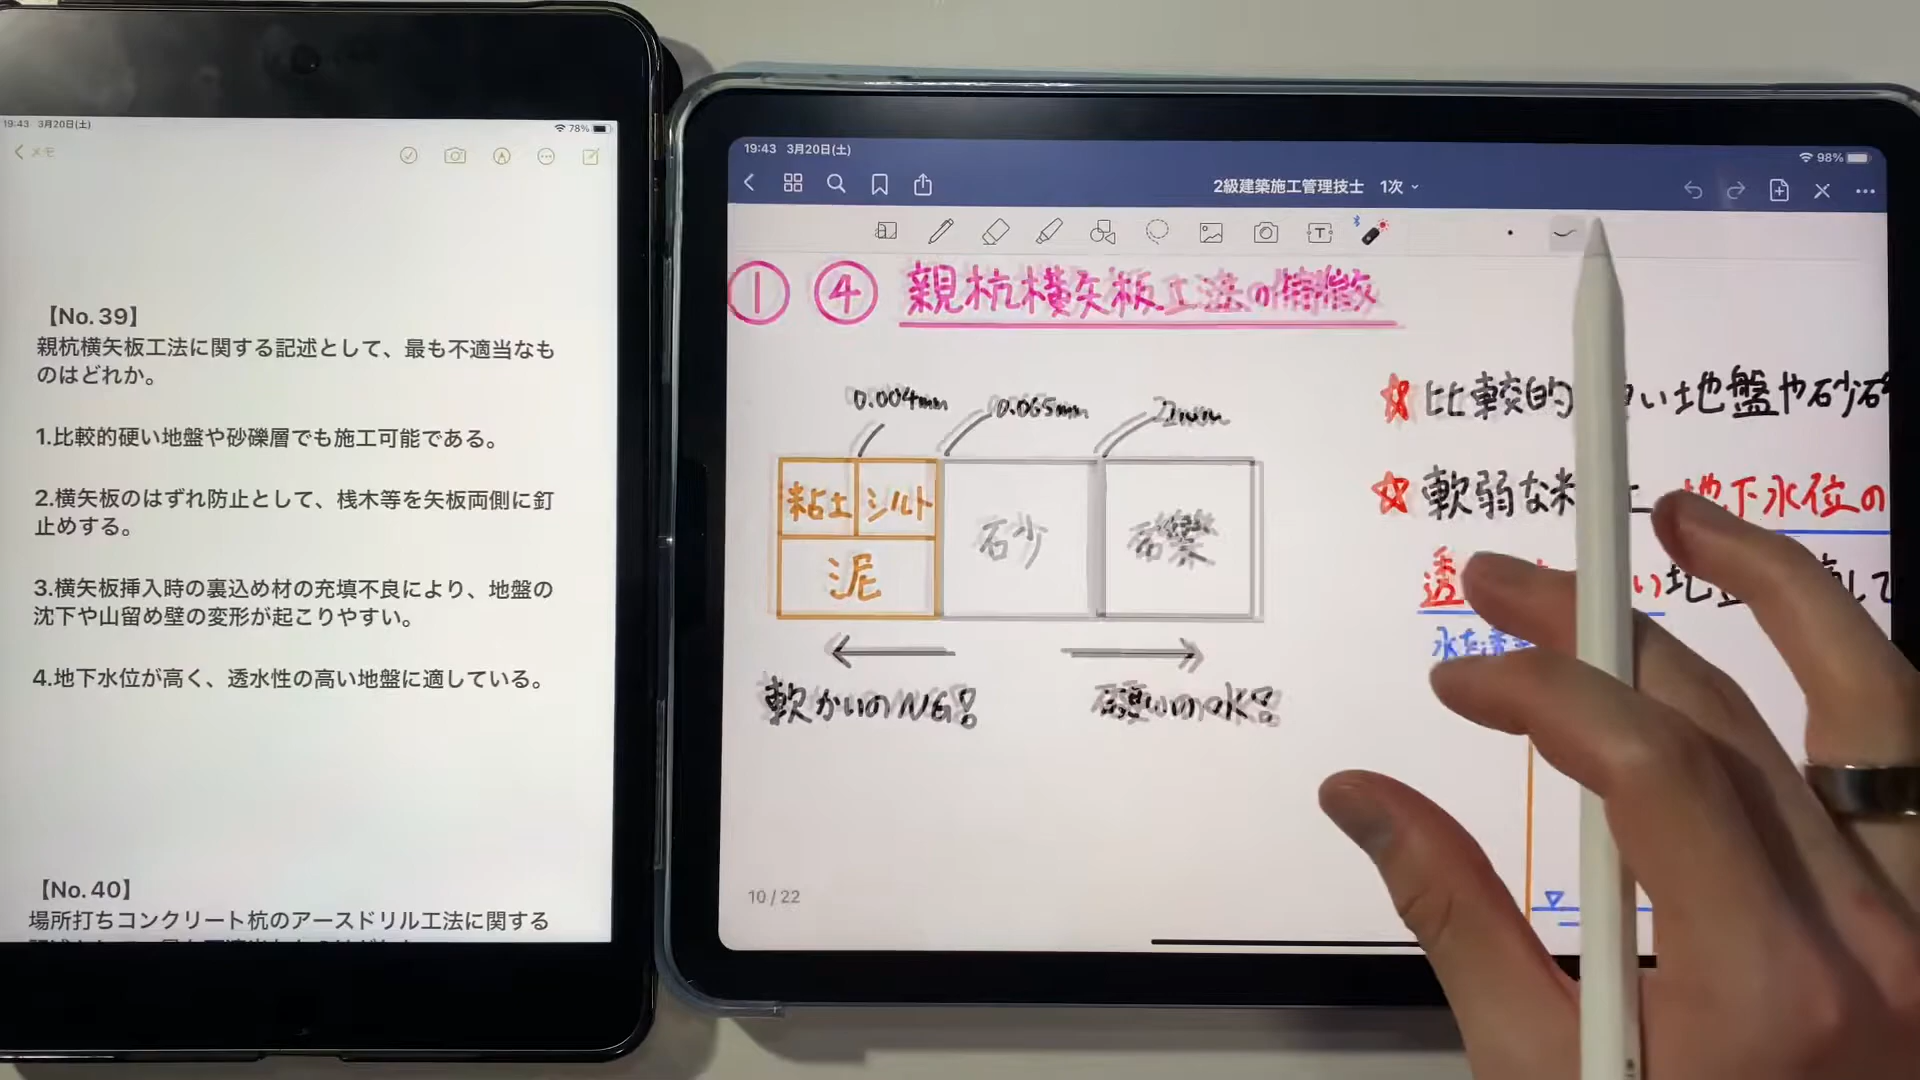 19:43 3月20日(土)
78%
メモ
【No. 39】
親杭横矢板工法に関する記述として、最も不適当なも
のはどれか。
1.比較的硬い地盤や砂礫層でも施工可能である。
2.横矢板のはずれ防止として、桟木等を矢板両側に釘
止めする。
3.横矢板挿入時の裏込め材の充填不良により、地盤の
沈下や山留め壁の変形が起こりやすい。
4.地下水位が高く、透水性の高い地盤に適している。
【No. 40】
場所打ちコンクリート杭のアースドリル工法に関する
19:43 3月20日(土)
98%
2級建築施工管理技士 1次
① ④ 親杭横矢板工法の特徴
0.004mm 0.065mm 2mm
粘土 シルト 砂 礫
泥
軟かいのNG! 硬いのOK!
比較的 い地盤や砂
軟弱な 地下水位の
透 い地 して
水を
10 / 22